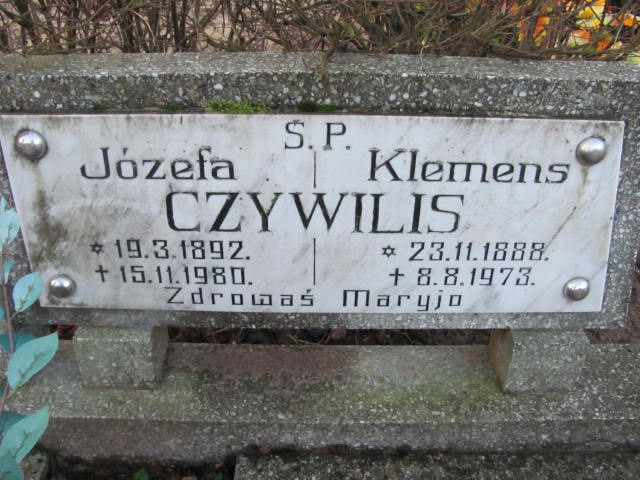 Ś.P.
Józefa | Klemens
CZYWILIS
* 19.3.1892. | * 23.11.1888.
+ 15.11.1980. | + 8.8.1973.
Zdrowaś Maryjo